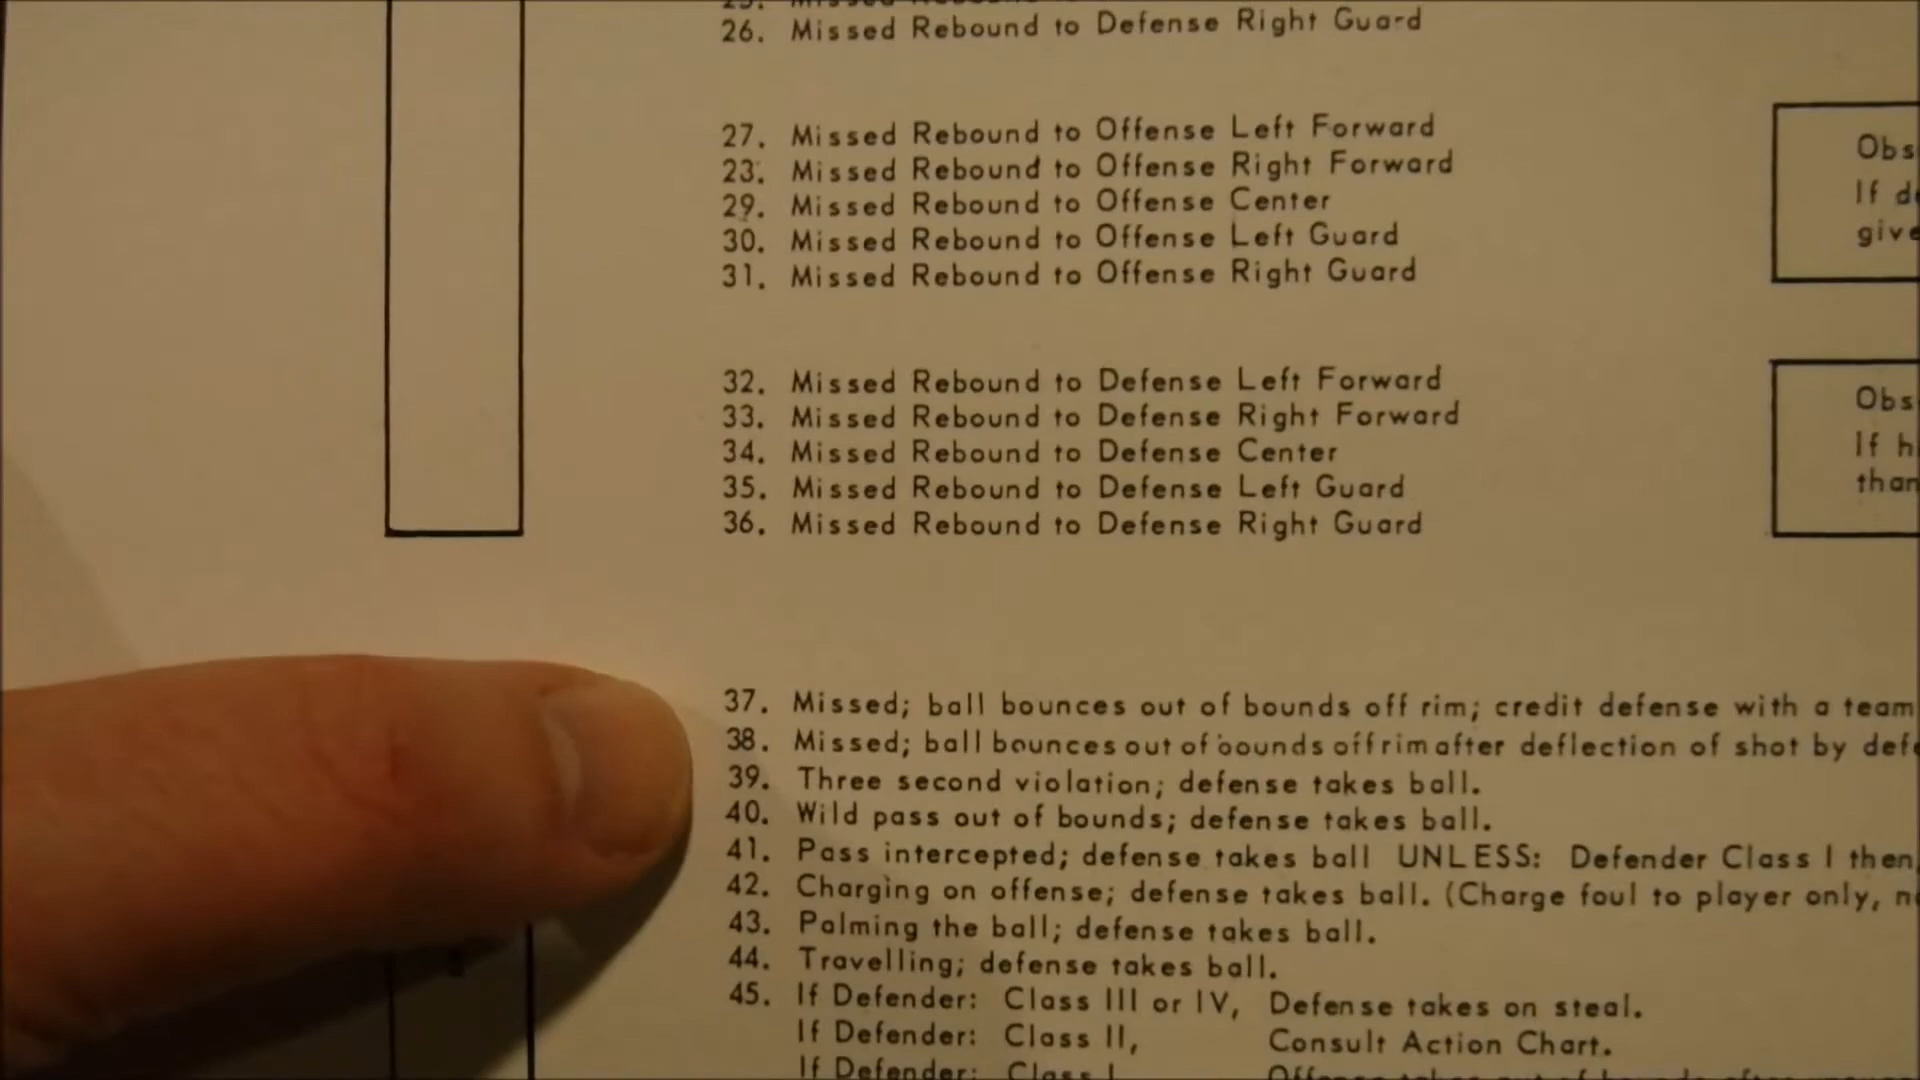 26. Missed Rebound to Defense Right Guard
27. Missed Rebound to Offense Left Forward
23. Missed Rebound to Offense Right Forward
29. Missed Rebound to Offense Center
30. Missed Rebound to Offense Left Guard
31. Missed Rebound to Offense Right Guard
Obs
If de
give
32. Missed Rebound to Defense Left Forward
33. Missed Rebound to Defense Right Forward
34. Missed Rebound to Defense Center
35. Missed Rebound to Defense Left Guard
36. Missed Rebound to Defense Right Guard
Obs
If h
than
37. Missed; ball bounces out of bounds off rim; credit defense with a team
38. Missed; ball bounces out of bounds off rim after deflection of shot by defe
39. Three second violation; defense takes ball.
40. Wild pass out of bounds; defense takes ball.
41. Pass intercepted; defense takes ball UNLESS: Defender Class I then,
42. Charging on offense; defense takes ball. (Charge foul to player only, no
43. Palming the ball; defense takes ball.
44. Travelling; defense takes ball.
45. If Defender: Class III or IV, Defense takes on steal.
If Defender: Class II, Consult Action Chart.
If Defender: Class I